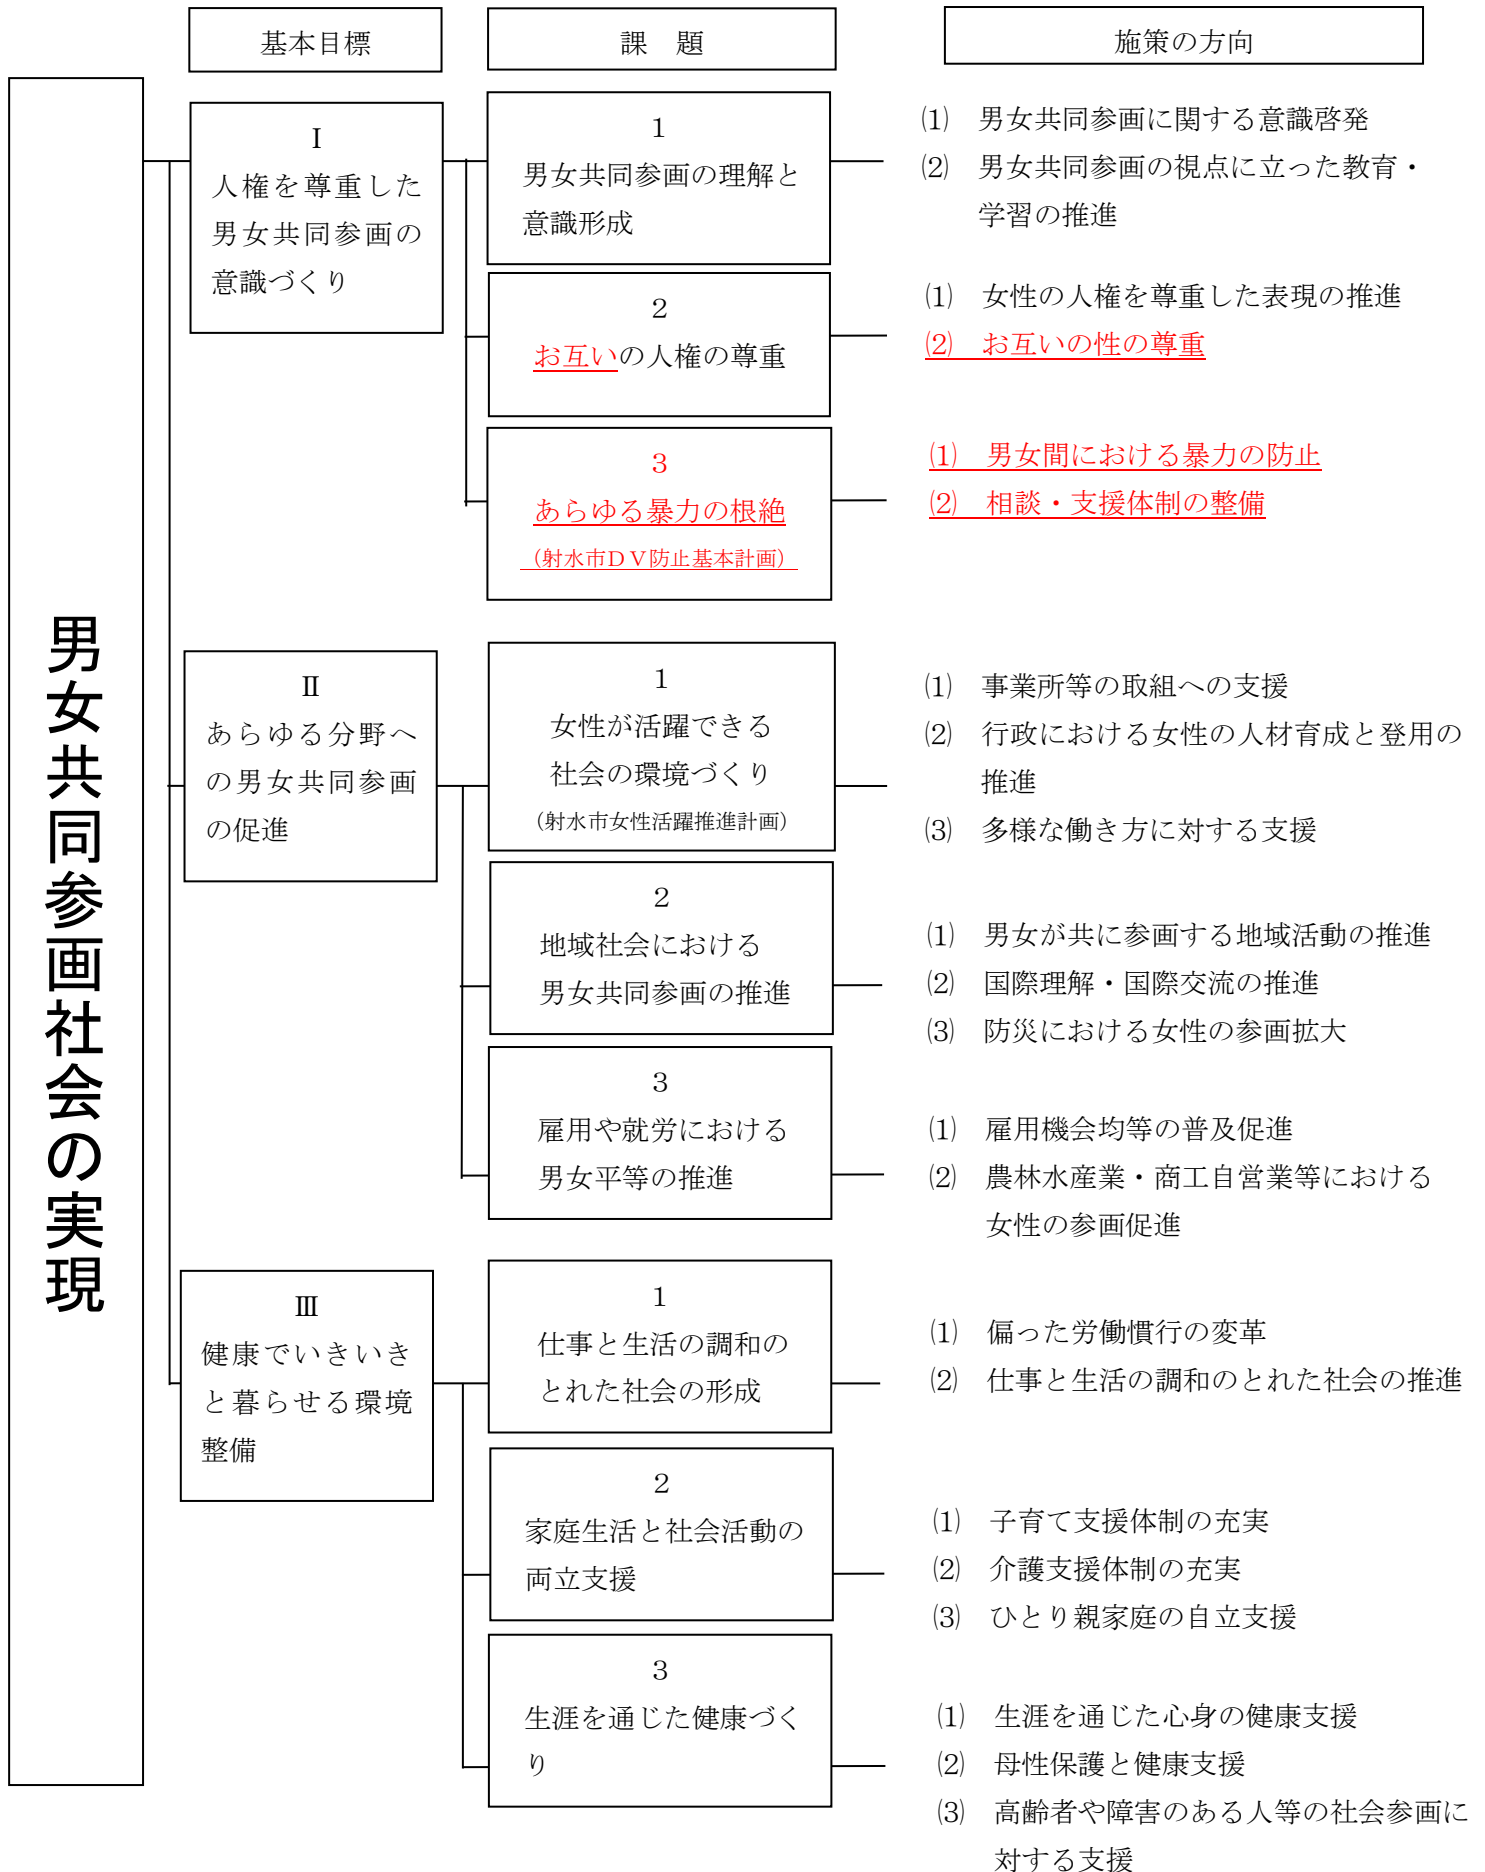 基本目標
課　題
施策の方向
男女共同参画社会の実現
Ⅰ
人権を尊重した
男女共同参画の
意識づくり
1
男女共同参画の理解と
意識形成
⑴　男女共同参画に関する意識啓発
⑵　男女共同参画の視点に立った教育・
学習の推進
2
お互いの人権の尊重
⑴　女性の人権を尊重した表現の推進
⑵　お互いの性の尊重
3
あらゆる暴力の根絶
（射水市ＤＶ防止基本計画）
⑴　男女間における暴力の防止
⑵　相談・支援体制の整備
Ⅱ
あらゆる分野へ
の男女共同参画
の促進
1
女性が活躍できる
社会の環境づくり
（射水市女性活躍推進計画）
⑴　事業所等の取組への支援
⑵　行政における女性の人材育成と登用の
推進
⑶　多様な働き方に対する支援
2
地域社会における
男女共同参画の推進
⑴　男女が共に参画する地域活動の推進
⑵　国際理解・国際交流の推進
⑶　防災における女性の参画拡大
3
雇用や就労における
男女平等の推進
⑴　雇用機会均等の普及促進
⑵　農林水産業・商工自営業等における
女性の参画促進
Ⅲ
健康でいきいき
と暮らせる環境
整備
1
仕事と生活の調和の
とれた社会の形成
⑴　偏った労働慣行の変革
⑵　仕事と生活の調和のとれた社会の推進
2
家庭生活と社会活動の
両立支援
⑴　子育て支援体制の充実
⑵　介護支援体制の充実
⑶　ひとり親家庭の自立支援
3
生涯を通じた健康づく
り
⑴　生涯を通じた心身の健康支援
⑵　母性保護と健康支援
⑶　高齢者や障害のある人等の社会参画に
対する支援